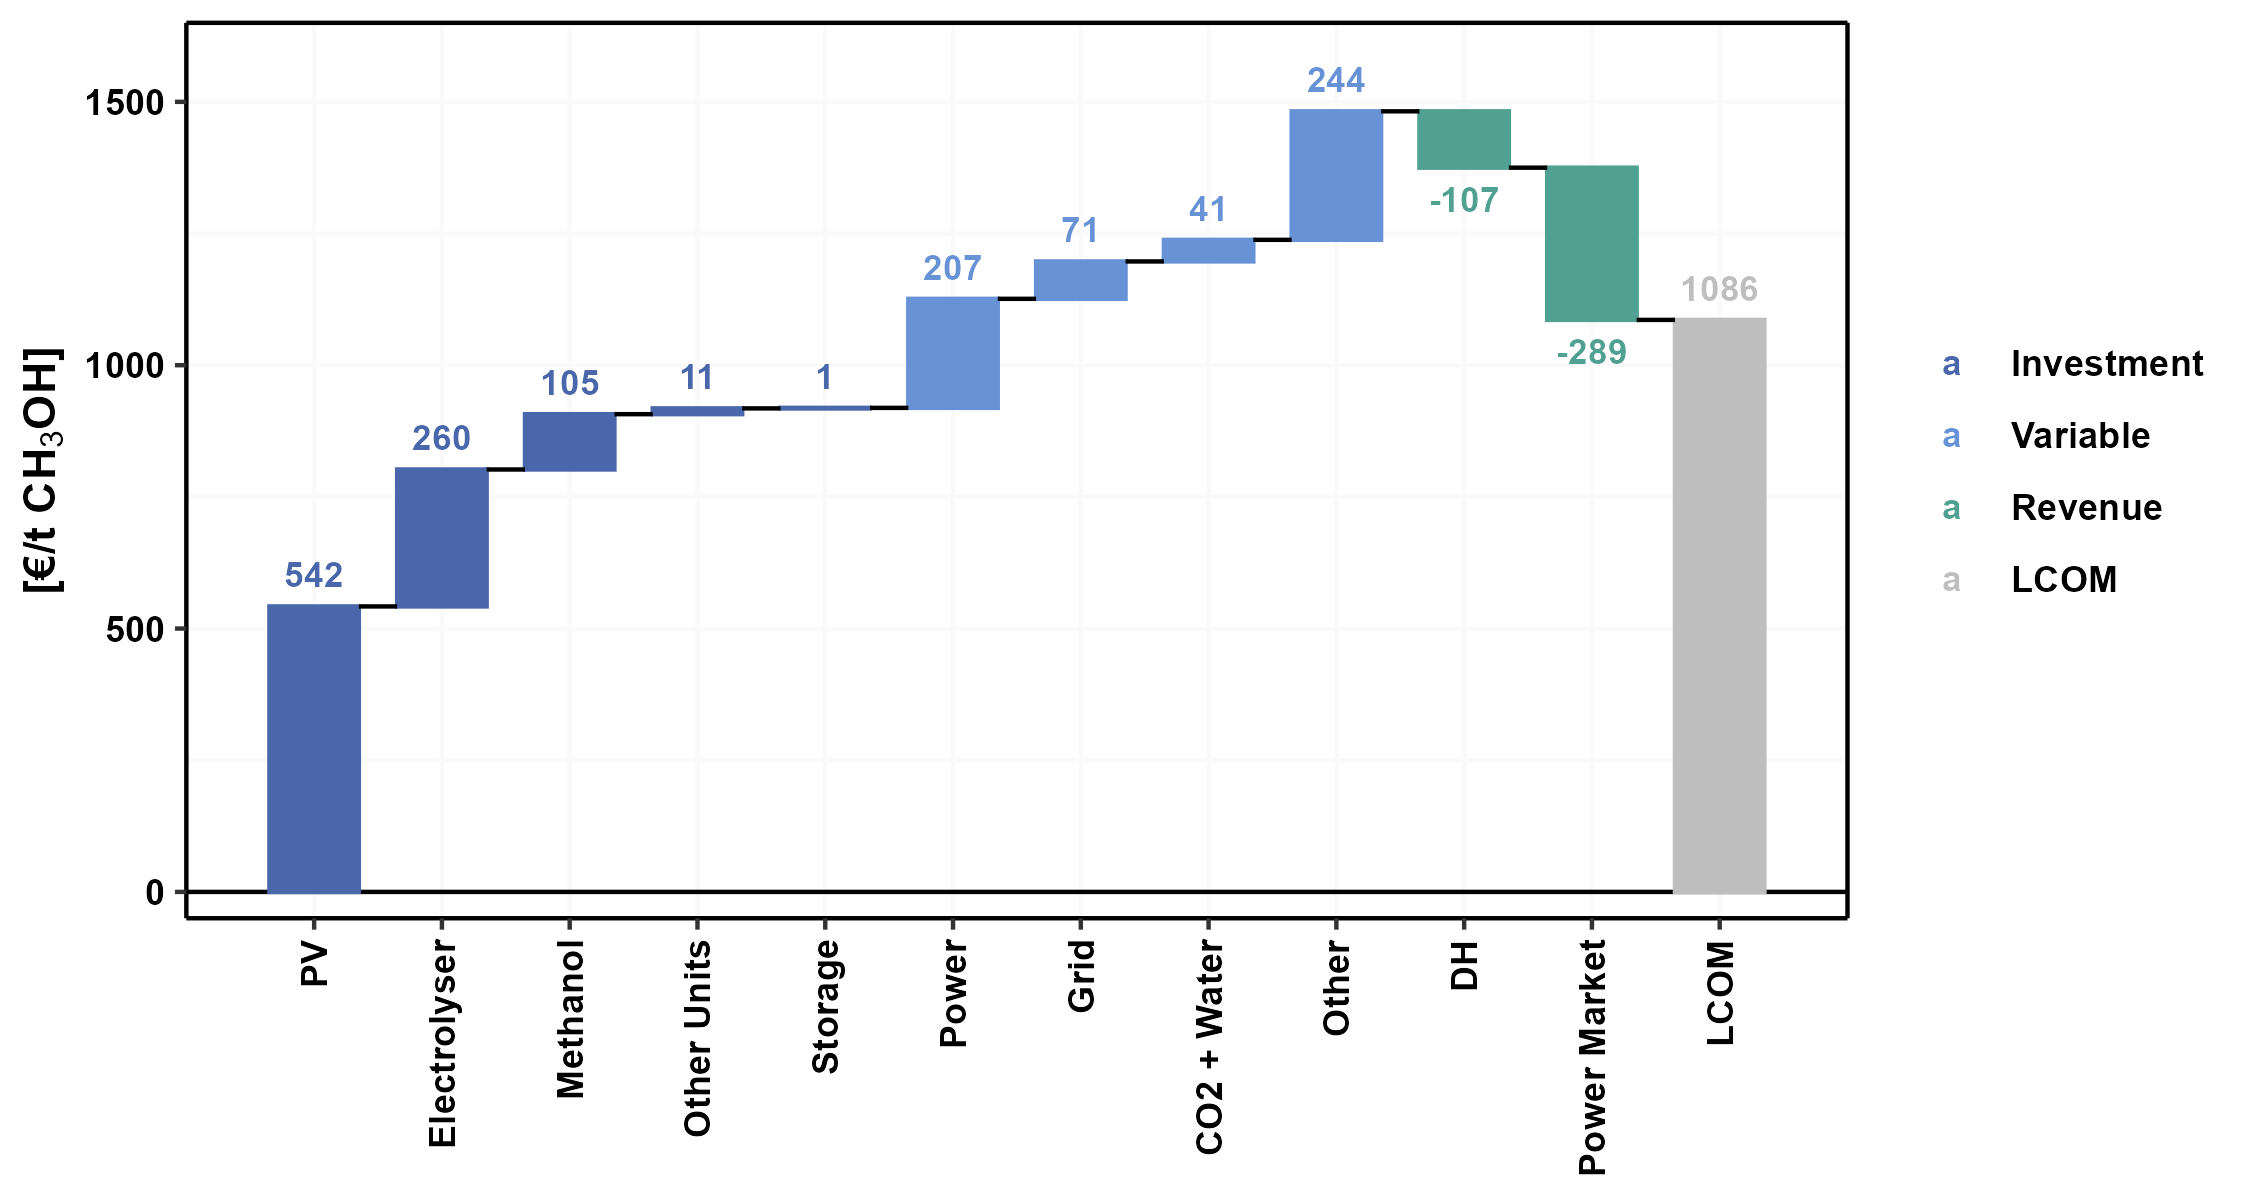 [€/t CH₃OH]
1500
1000
500
0
542
260
105
11
1
207
71
41
244
-107
-289
1086
PV
Electrolyser
Methanol
Other Units
Storage
Power
Grid
CO2 + Water
Other
DH
Power Market
LCOM
a Investment
a Variable
a Revenue
a LCOM